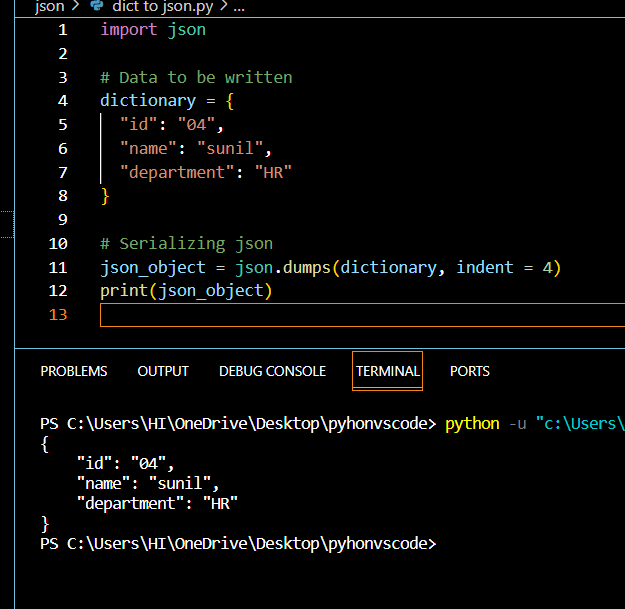 json > dict to json.py > ...
1 import json
2
3 # Data to be written
4 dictionary = {
5   "id": "04",
6   "name": "sunil",
7   "department": "HR"
8 }
9
10 # Serializing json
11 json_object = json.dumps(dictionary, indent = 4)
12 print(json_object)
13
PROBLEMS OUTPUT DEBUG CONSOLE TERMINAL PORTS
PS C:\Users\HI\OneDrive\Desktop\pyhonvscode> python -u "c:\Users\
{
    "id": "04",
    "name": "sunil",
    "department": "HR"
}
PS C:\Users\HI\OneDrive\Desktop\pyhonvscode>